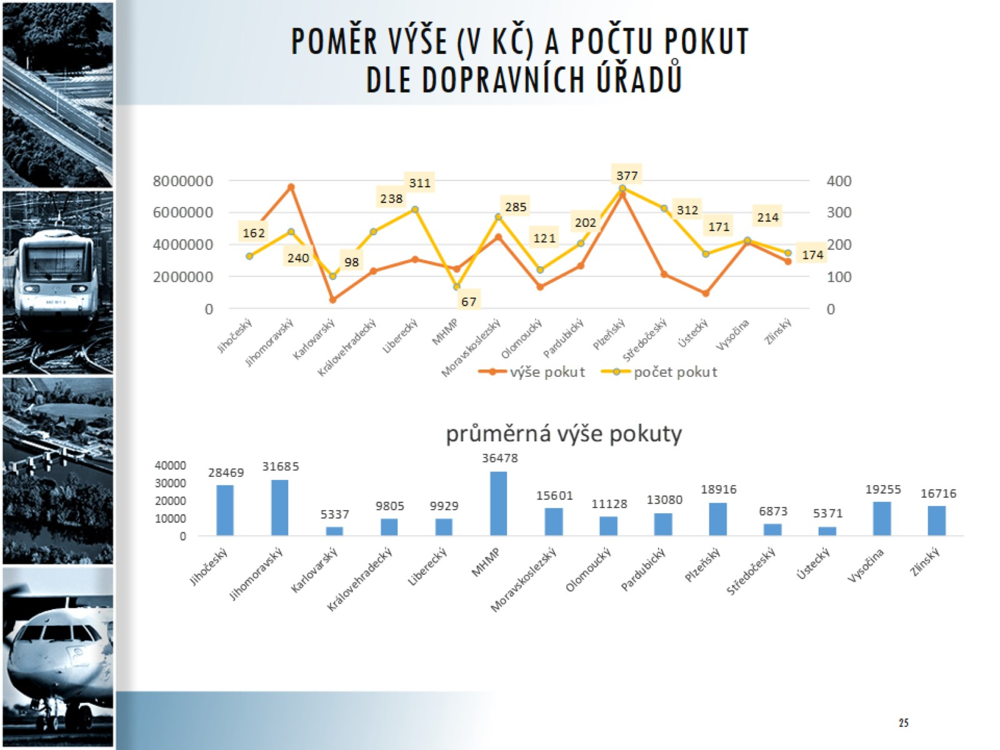 POMĚR VÝŠE (V KČ) A POČTU POKUT
DLE DOPRAVNÍCH ÚŘADŮ
8000000
6000000
4000000
2000000
0
400
300
200
100
0
162
240
98
238
311
67
285
121
202
377
312
171
214
174
Jihočeský
Jihomoravský
Karlovarský
Královehradecký
Liberecký
MHMP
Moravskoslezský
Olomoucký
Pardubický
Plzeňský
Středočeský
Ústecký
Vysočina
Zlínský
výše pokut
počet pokut
průměrná výše pokuty
40000
30000
20000
10000
0
28469
31685
5337
9805
9929
36478
15601
11128
13080
18916
6873
5371
19255
16716
Jihočeský
Jihomoravský
Karlovarský
Královehradecký
Liberecký
MHMP
Moravskoslezský
Olomoucký
Pardubický
Plzeňský
Středočeský
Ústecký
Vysočina
Zlínský
25